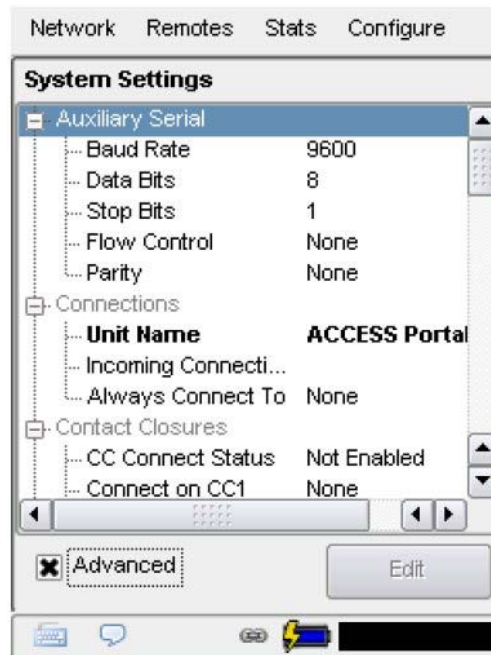 Network Remotes Stats Configure
System Settings
Auxiliary Serial
Baud Rate 9600
Data Bits 8
Stop Bits 1
Flow Control None
Parity None
Connections
Unit Name ACCESS Portal
Incoming Connecti...
Always Connect To None
Contact Closures
CC Connect Status Not Enabled
Connect on CC1 None
Advanced
Edit